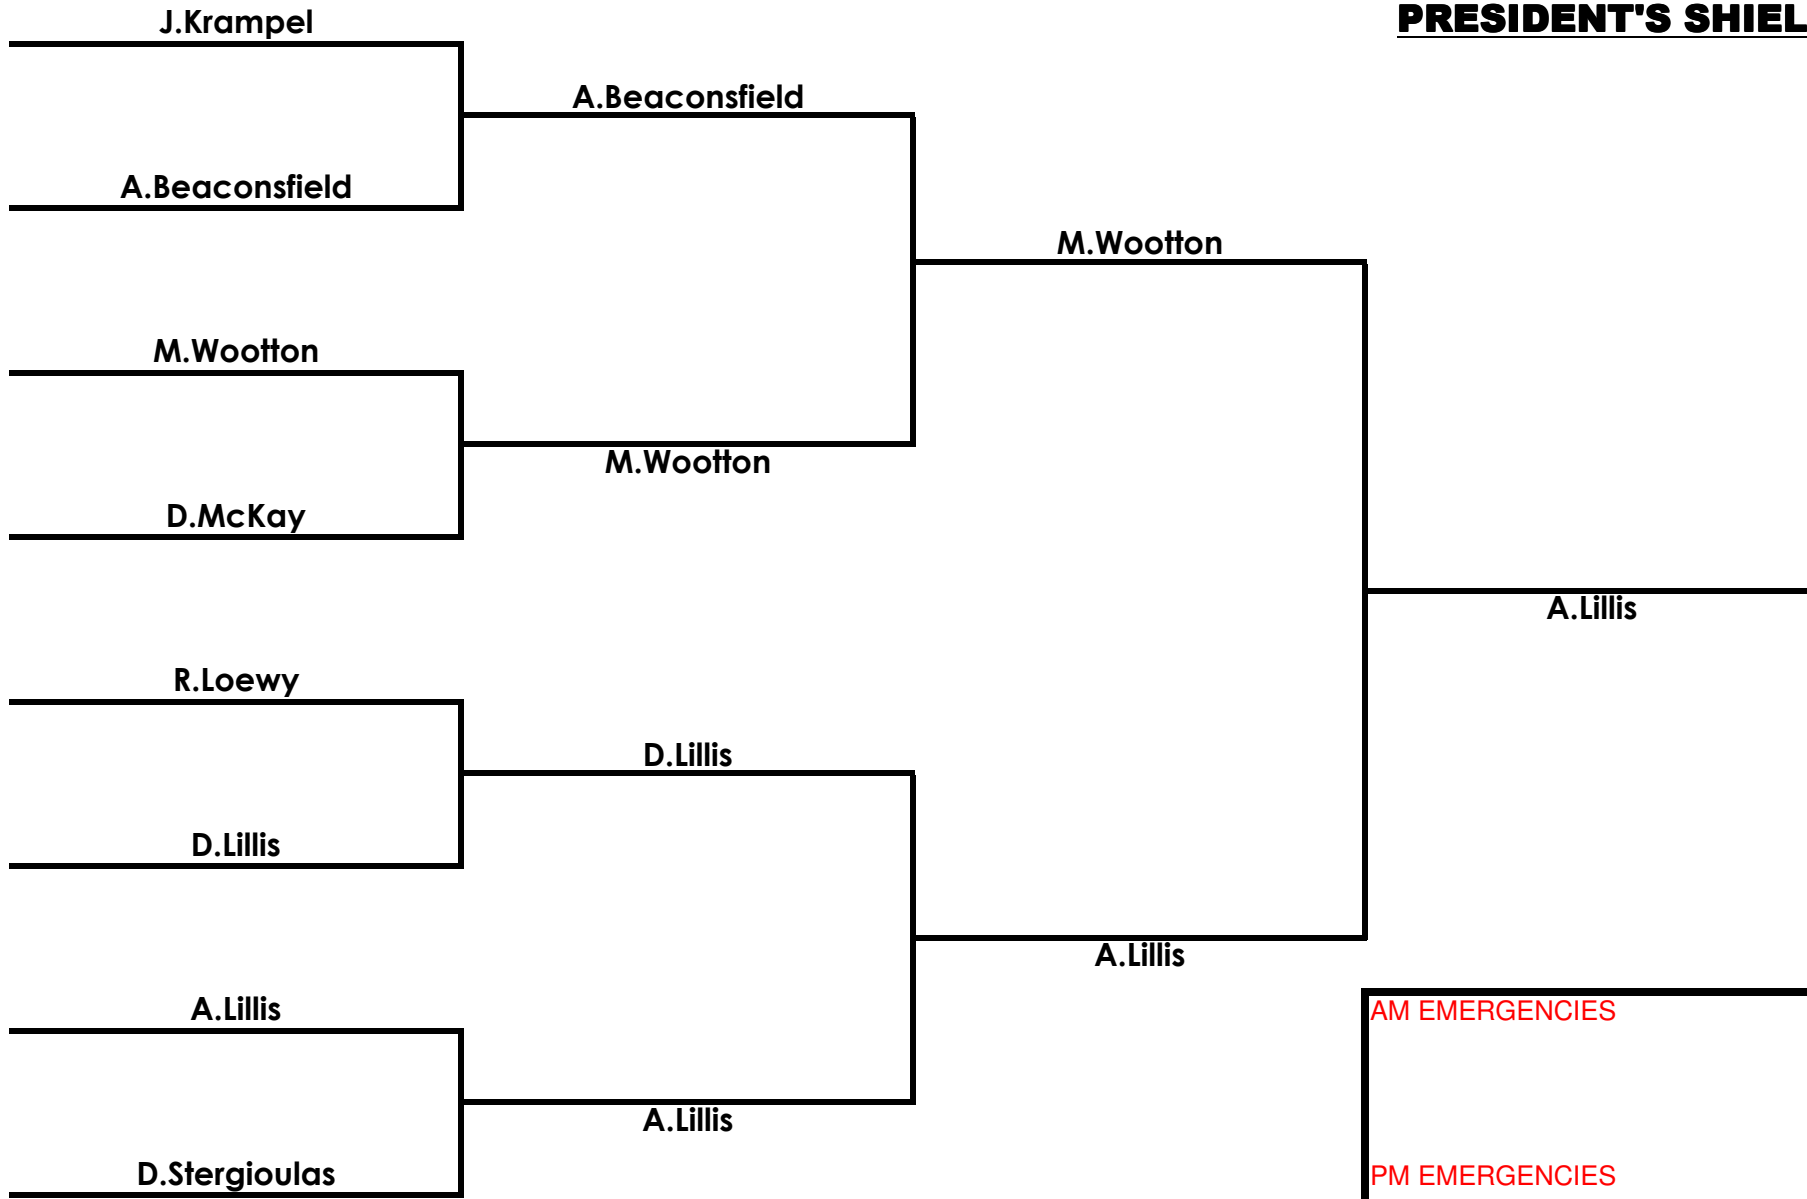 J.Krampel
PRESIDENT'S SHIEL
A.Beaconsfield
A.Beaconsfield
M.Wootton
M.Wootton
M.Wootton
D.McKay
A.Lillis
R.Loewy
D.Lillis
D.Lillis
A.Lillis
A.Lillis
AM EMERGENCIES
A.Lillis
D.Stergioulas
PM EMERGENCIES